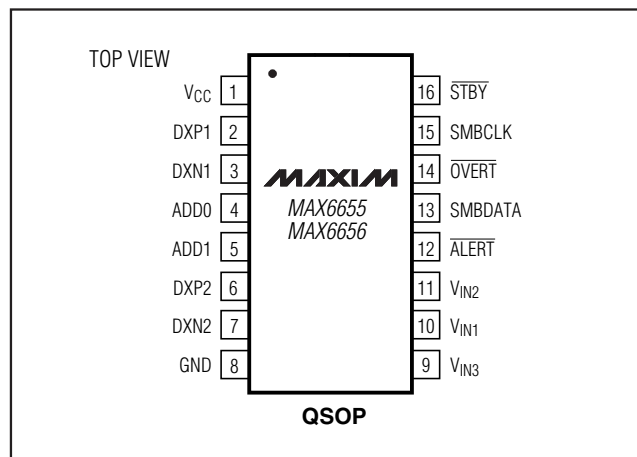 TOP VIEW
VCC 1
DXP1 2
DXN1 3
ADD0 4
ADD1 5
DXP2 6
DXN2 7
GND 8
MAXIM
MAX6655
MAX6656
16 STBY
15 SMBCLK
14 OVERT
13 SMBDATA
12 ALERT
11 VIN2
10 VIN1
9 VIN3
QSOP